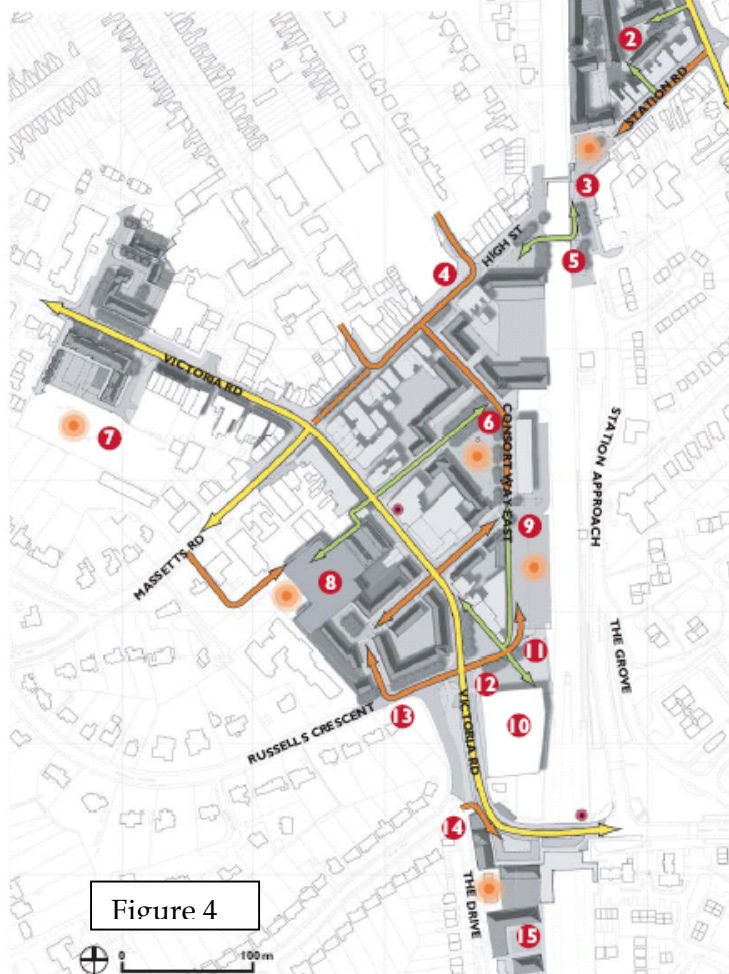 2
STATION RD
3
HIGH ST
4
5
VICTORIA RD
6
7
CONSORT WAY EAST
STATION APPROACH
9
MASSETTS RD
8
THE GROVE
11
12
10
RUSSELLS CRESCENT
13
VICTORIA RD
14
THE DRIVE
15
Figure 4
0 100 m